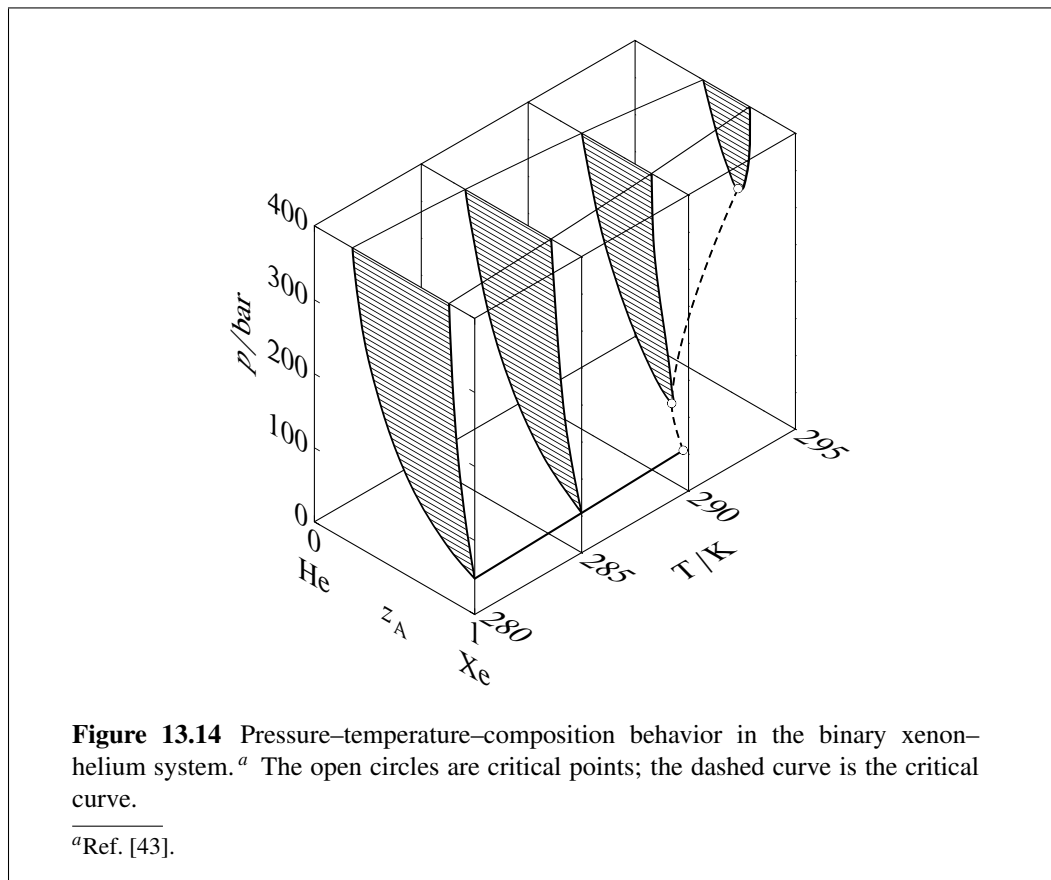 400
300
200
100
0
p/bar
0
He
z_A
1
Xe
280
285
290
295
T/K
Figure 13.14 Pressure–temperature–composition behavior in the binary xenon–
helium system.ᵃ The open circles are critical points; the dashed curve is the critical
curve.
ᵃRef. [43].